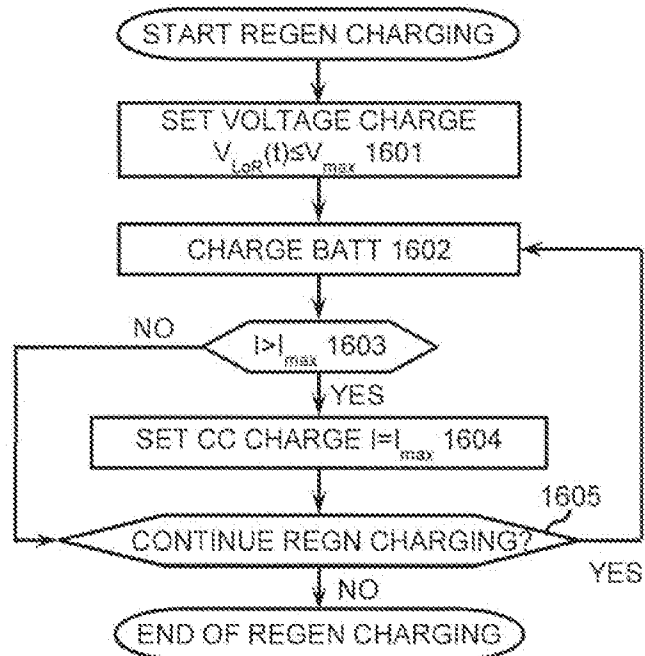 START REGEN CHARGING
SET VOLTAGE CHARGE
V_LoR(t)≤V_max 1601
CHARGE BATT 1602
NO
I>I_max 1603
YES
SET CC CHARGE I=I_max 1604
1605
CONTINUE REGN CHARGING?
YES
NO
END OF REGEN CHARGING